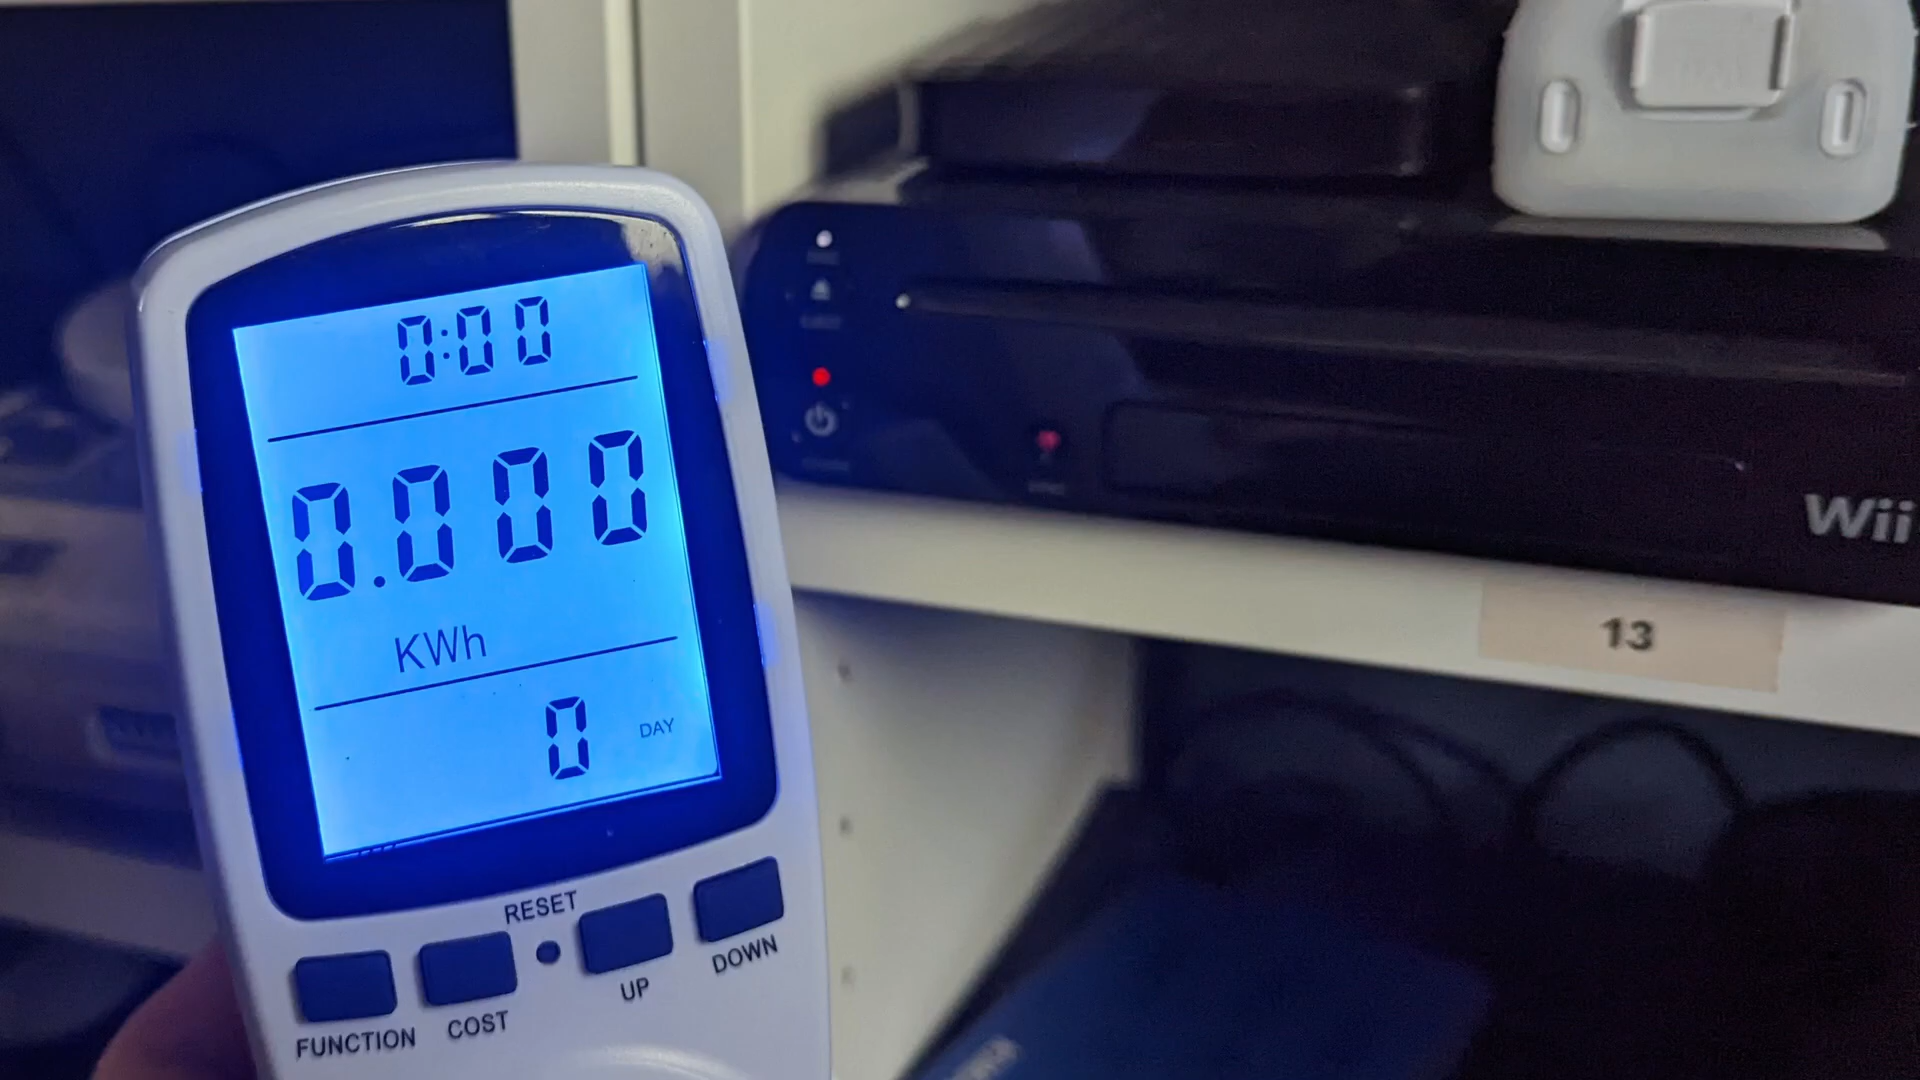 0:00
0.000
KWh
0 DAY
RESET
FUNCTION
COST
UP
DOWN
Wii
13